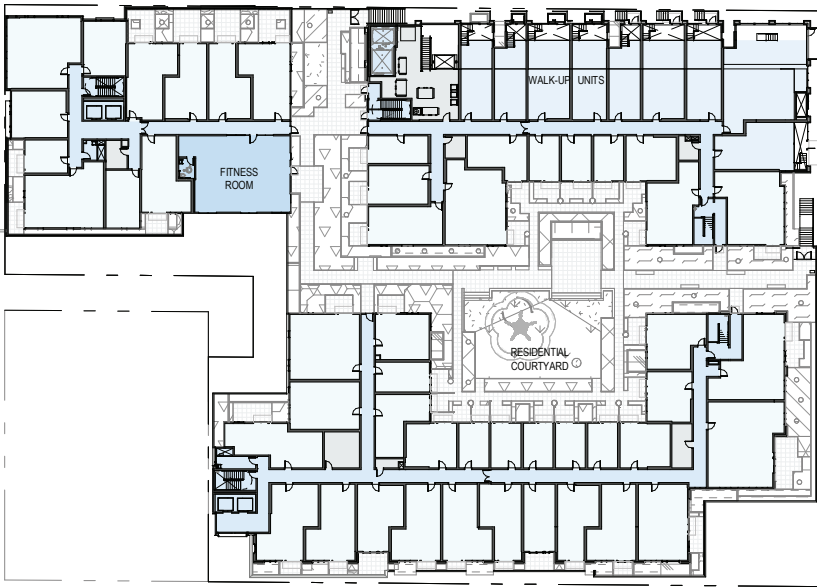 WALK-UP UNITS
FITNESS
ROOM
RESIDENTIAL
COURTYARD